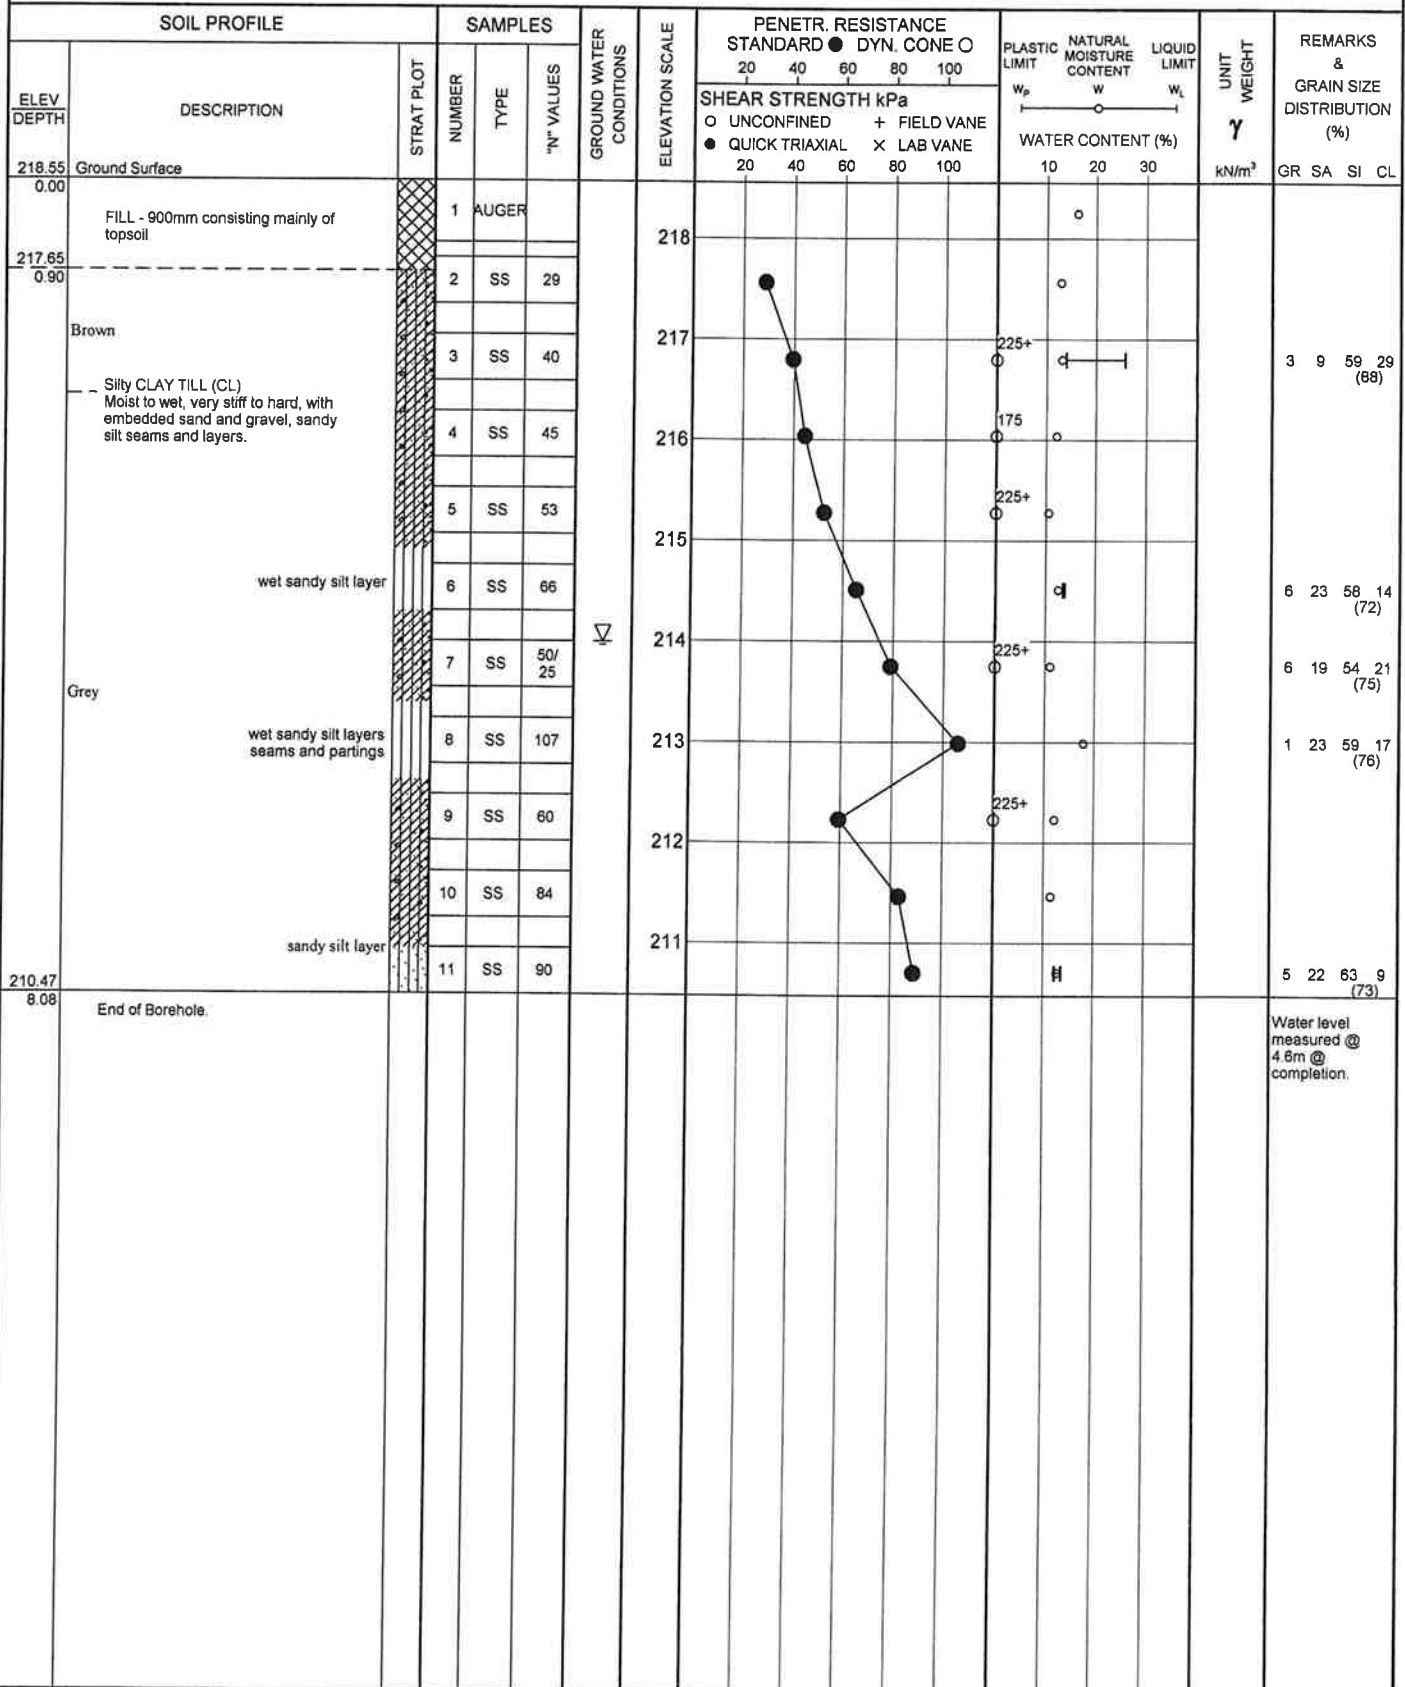 SOIL PROFILE
SAMPLES
GROUND WATER
CONDITIONS
ELEVATION SCALE
PENETR. RESISTANCE
STANDARD ● DYN. CONE ○
20 40 60 80 100
SHEAR STRENGTH kPa
○ UNCONFINED + FIELD VANE
● QUICK TRIAXIAL × LAB VANE
20 40 60 80 100
PLASTIC LIMIT
NATURAL MOISTURE CONTENT
LIQUID LIMIT
WP W WL
WATER CONTENT (%)
10 20 30
UNIT WEIGHT
γ
kN/m³
REMARKS
&
GRAIN SIZE
DISTRIBUTION
(%)
GR SA SI CL
ELEV
DEPTH
DESCRIPTION
STRAT PLOT
NUMBER
TYPE
"N" VALUES
218.55 Ground Surface
0.00
FILL - 900mm consisting mainly of
topsoil
1 AUGER
218
217.65
0.90
2 SS 29
Brown
217
3 SS 40
225+
3 9 59 29
(88)
Silty CLAY TILL (CL)
Moist to wet, very stiff to hard, with
embedded sand and gravel, sandy
silt seams and layers.
4 SS 45
216
175
5 SS 53
225+
215
wet sandy silt layer
6 SS 66
6 23 58 14
(72)
214
7 SS 50/
25
225+
6 19 54 21
(75)
Grey
wet sandy silt layers
seams and partings
8 SS 107
213
1 23 59 17
(76)
9 SS 60
225+
212
10 SS 84
sandy silt layer
211
11 SS 90
5 22 63 9
(73)
210.47
8.08
End of Borehole.
Water level
measured @
4.6m @
completion.